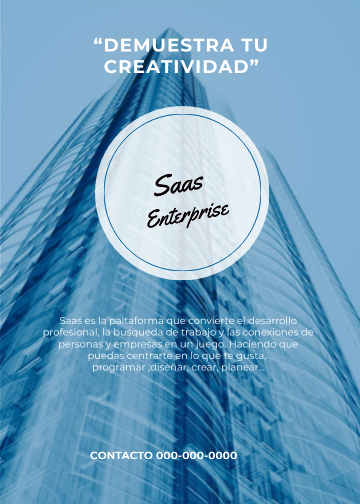 “DEMUESTRA TU
CREATIVIDAD”
Saas
Enterprise
Saas es la paltaforma que convierte el desarrollo
profesional, la busqueda de trabajo y las conexiones de
personas y empresas en un juego. Haciendo que
puedas centrarte en lo que te gusta,
programar ,diseñar, crear, planear...
CONTACTO 000-000-0000